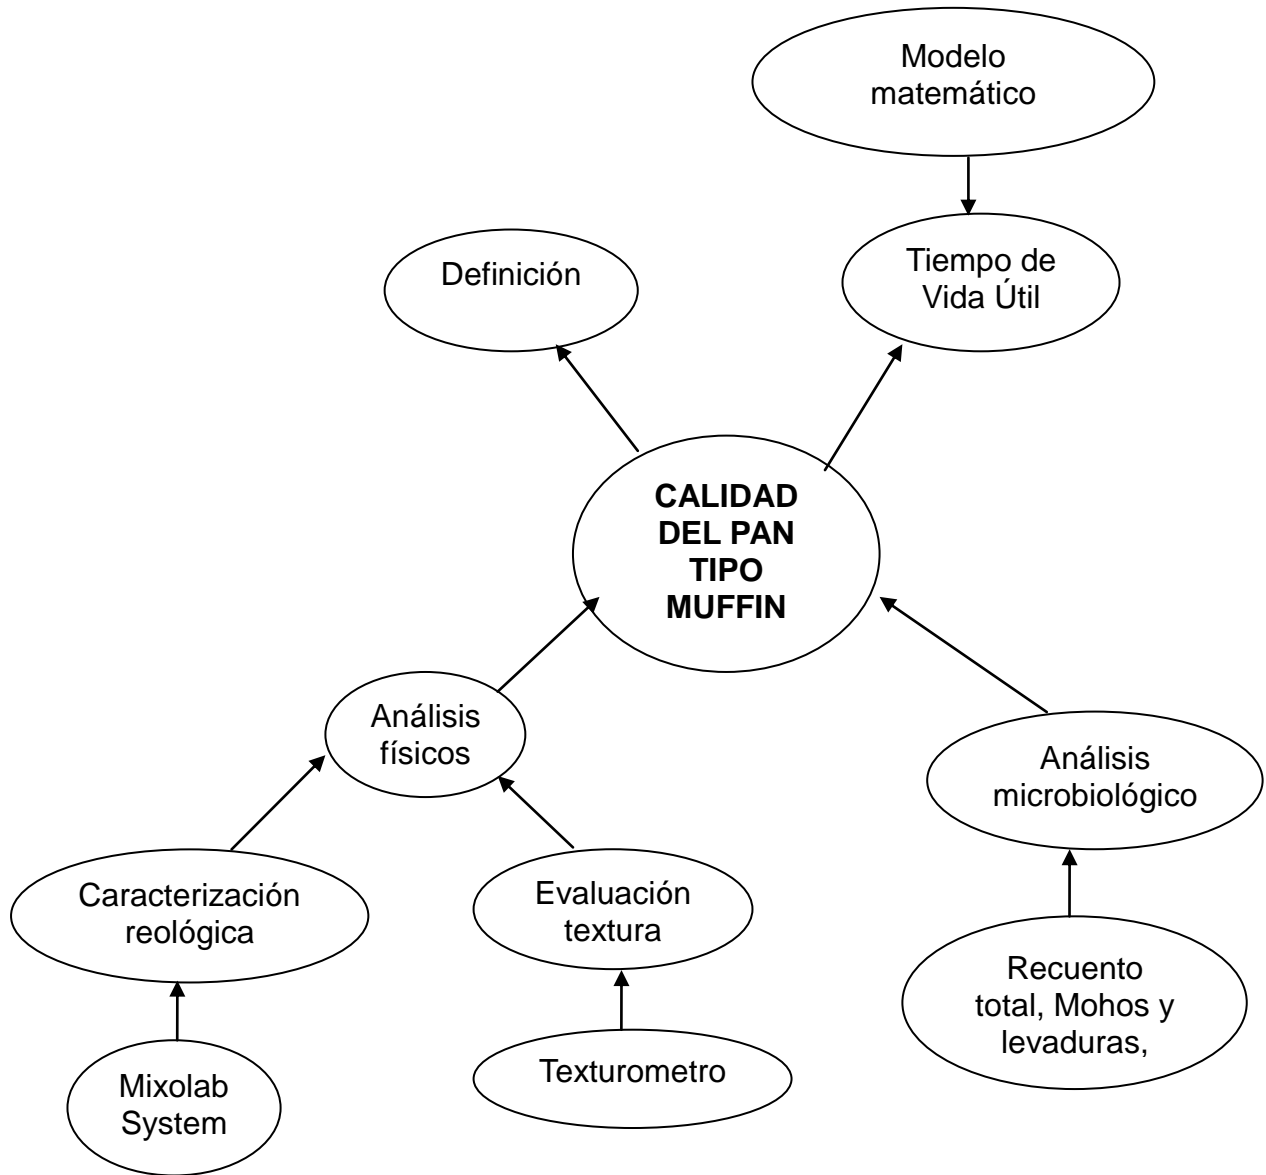 Modelo
matemático
Definición
Tiempo de
Vida Útil
CALIDAD
DEL PAN
TIPO
MUFFIN
Análisis
físicos
Análisis
microbiológico
Caracterización
reológica
Evaluación
textura
Recuento
total, Mohos y
levaduras,
Mixolab
System
Texturometro